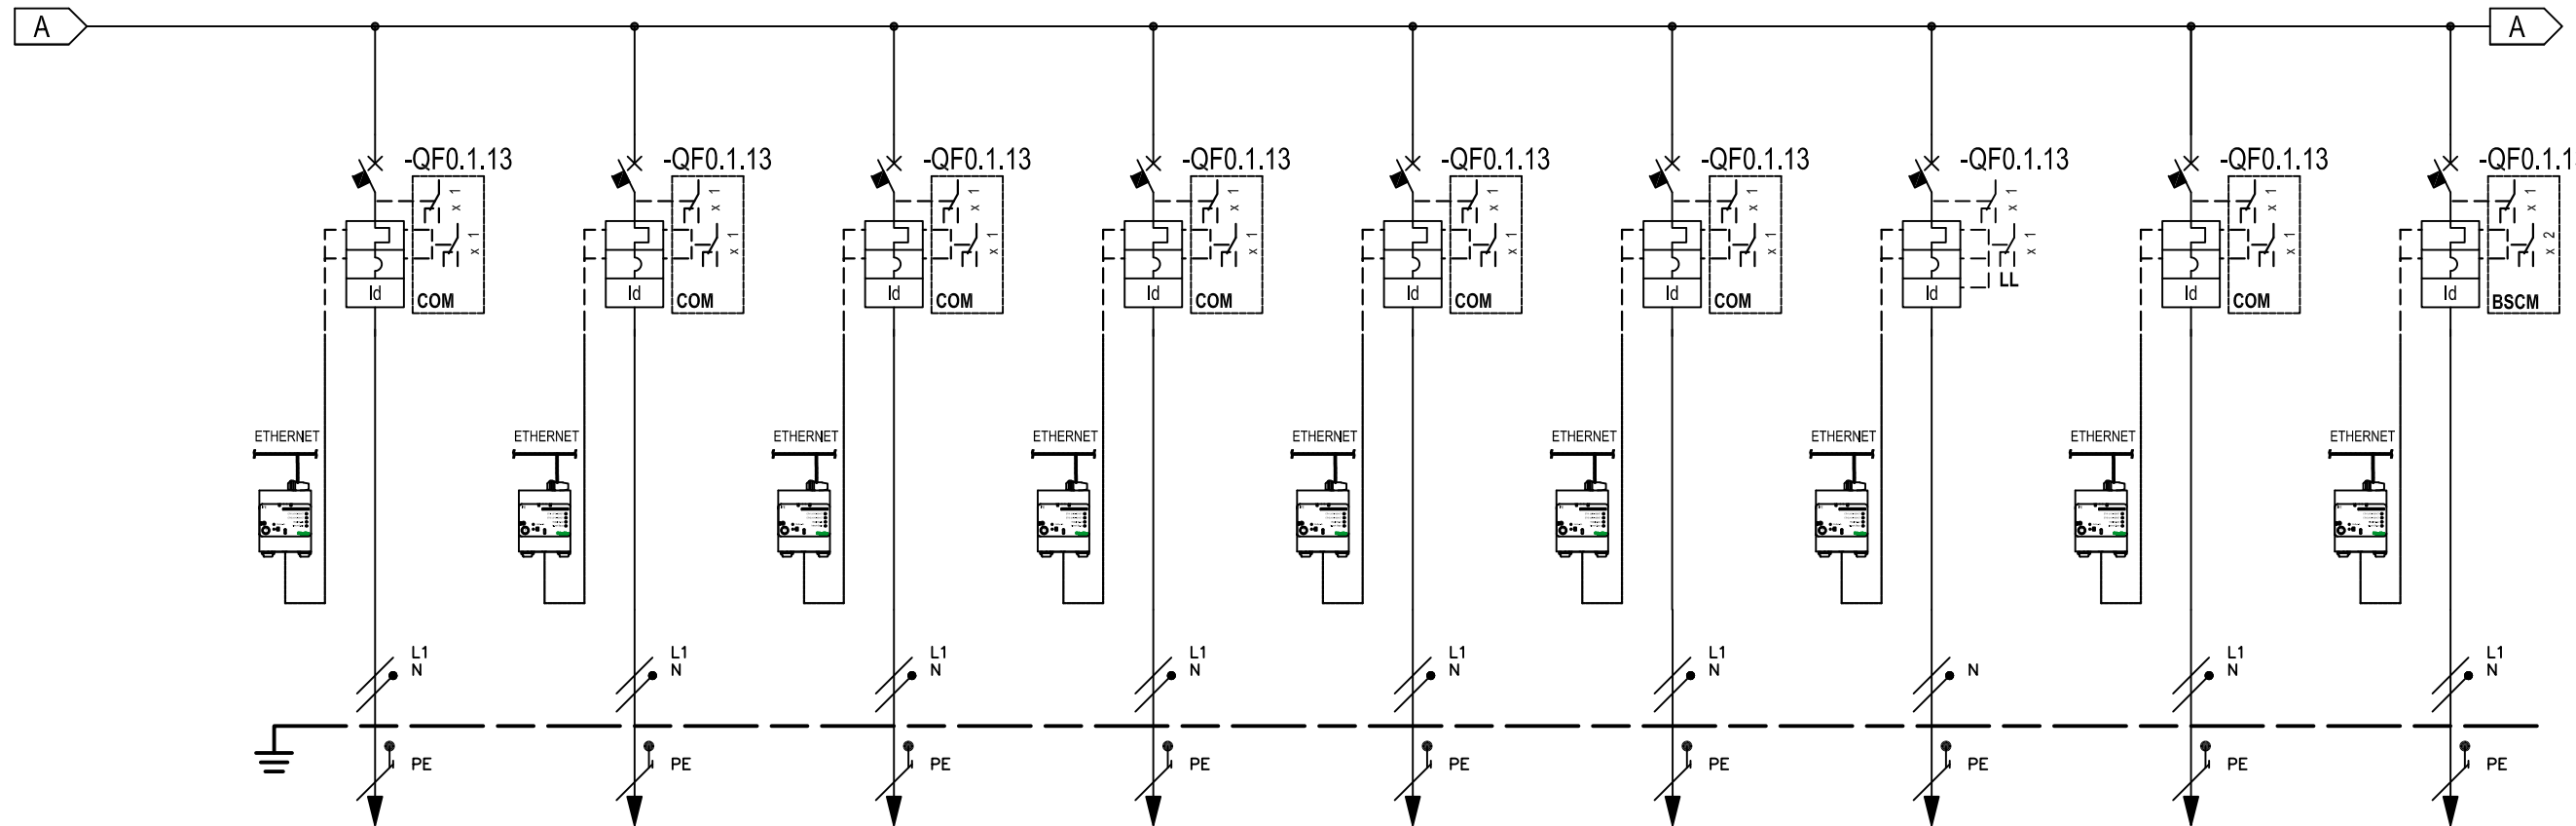 A A
-QF0.1.13 -QF0.1.13 -QF0.1.13 -QF0.1.13 -QF0.1.13 -QF0.1.13 -QF0.1.13 -QF0.1.13 -QF0.1.1
x 1 x 1 x 1 x 1 x 1 x 1 x 1 x 1 x 1
x 1 x 1 x 1 x 1 x 1 x 1 x 1 x 1 x 2
Id COM Id COM Id COM Id COM Id COM Id COM Id LL Id COM Id BSCM
ETHERNET ETHERNET ETHERNET ETHERNET ETHERNET ETHERNET ETHERNET ETHERNET ETHERNET
L1 L1 L1 L1 L1 L1 L1 L1
N N N N N N N N N
PE PE PE PE PE PE PE PE PE